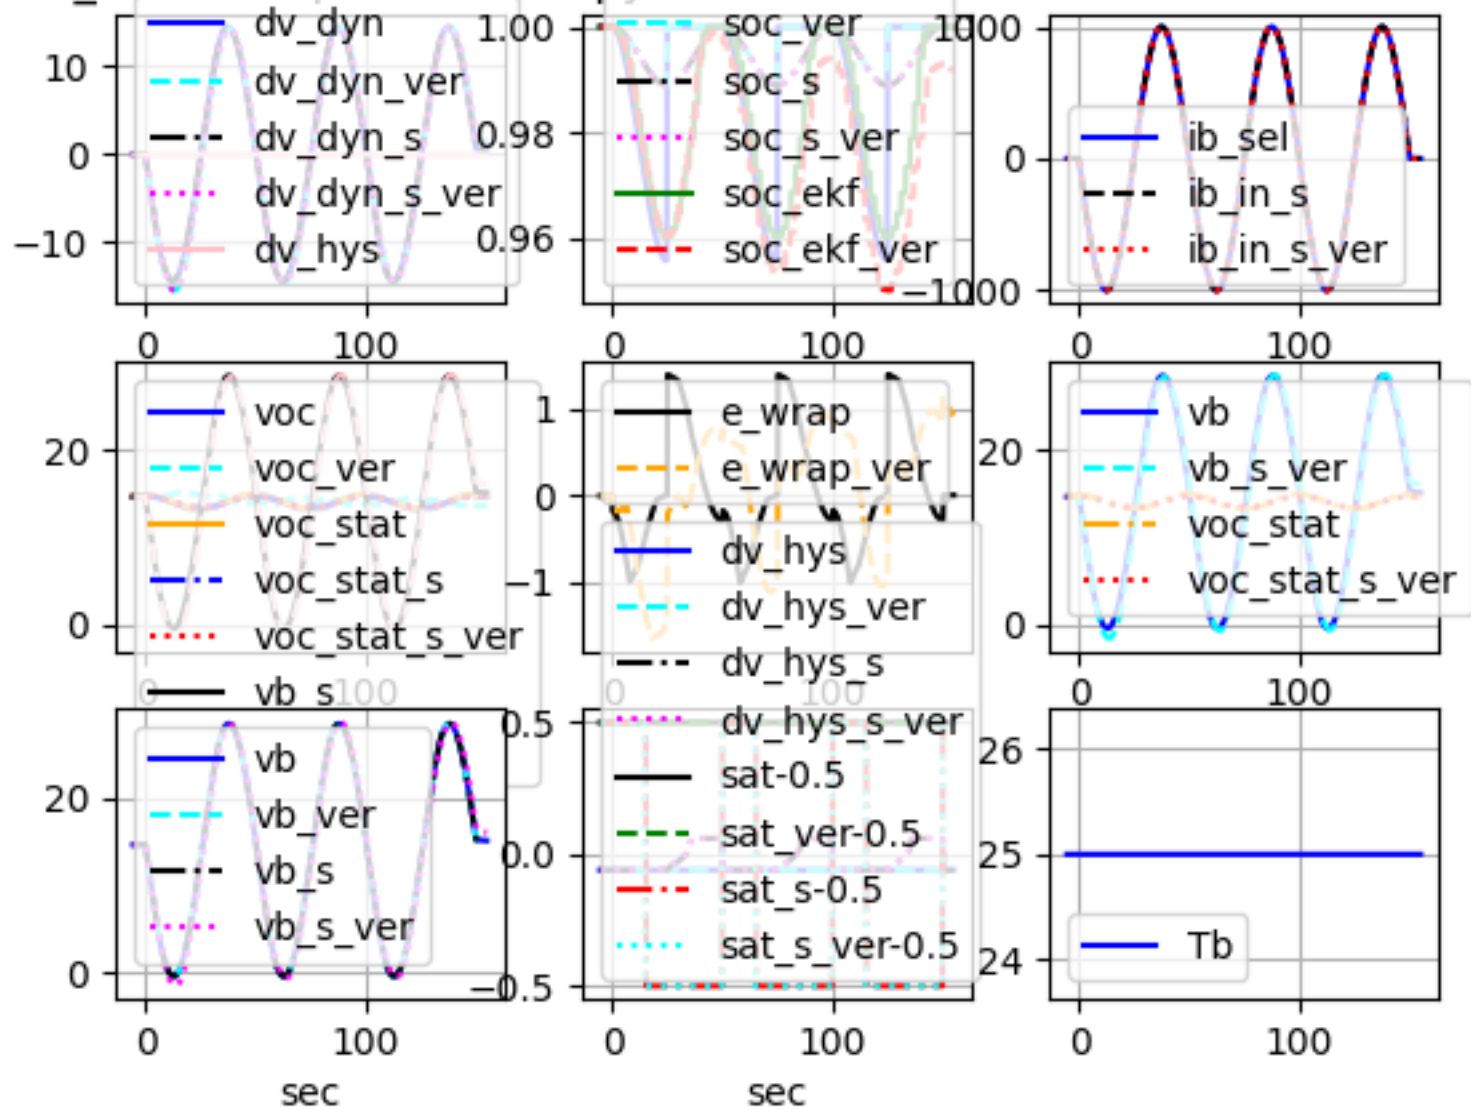 dv_dyn
dv_dyn_ver
dv_dyn_s
dv_dyn_s_ver
dv_hys
10
0
−10
0
100
soc_ver
soc_s
soc_s_ver
soc_ekf
soc_ekf_ver
1.00
0.98
0.96
0
100
ib_sel
ib_in_s
ib_in_s_ver
1000
0
−1000
0
100
voc
voc_ver
voc_stat
voc_stat_s
voc_stat_s_ver
vb_s
20
0
0
100
e_wrap
e_wrap_ver
dv_hys
dv_hys_ver
dv_hys_s
dv_hys_s_ver
1
0
−1
0
100
vb
vb_s_ver
voc_stat
voc_stat_s_ver
20
0
0
100
vb
vb_ver
vb_s
vb_s_ver
20
0
0
100
sec
sat-0.5
sat_ver-0.5
sat_s-0.5
sat_s_ver-0.5
0.5
0.0
−0.5
0
100
sec
Tb
26
25
24
0
100